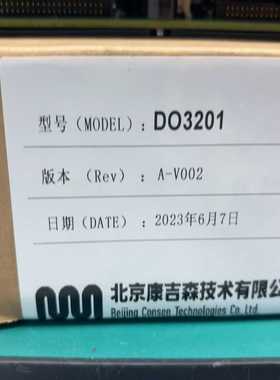 型号（MODEL）: DO3201
版本 （Rev）: A-V002
日期（DATE）: 2023年6月7日
北京康吉森技术有限公
Beijing Consen Technologies Co Ltd